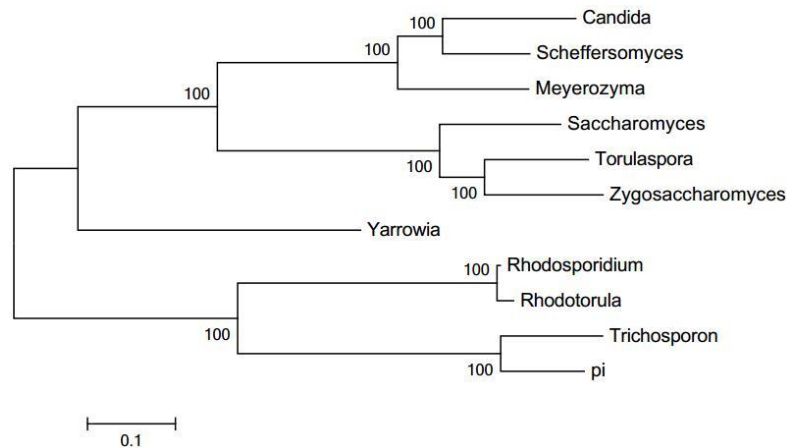 Candida
100
Scheffersomyces
100
Meyerozyma
100
Saccharomyces
100
Torulaspora
100
Zygosaccharomyces
Yarrowia
100
Rhodosporidium
Rhodotorula
100
Trichosporon
100
pi
0.1